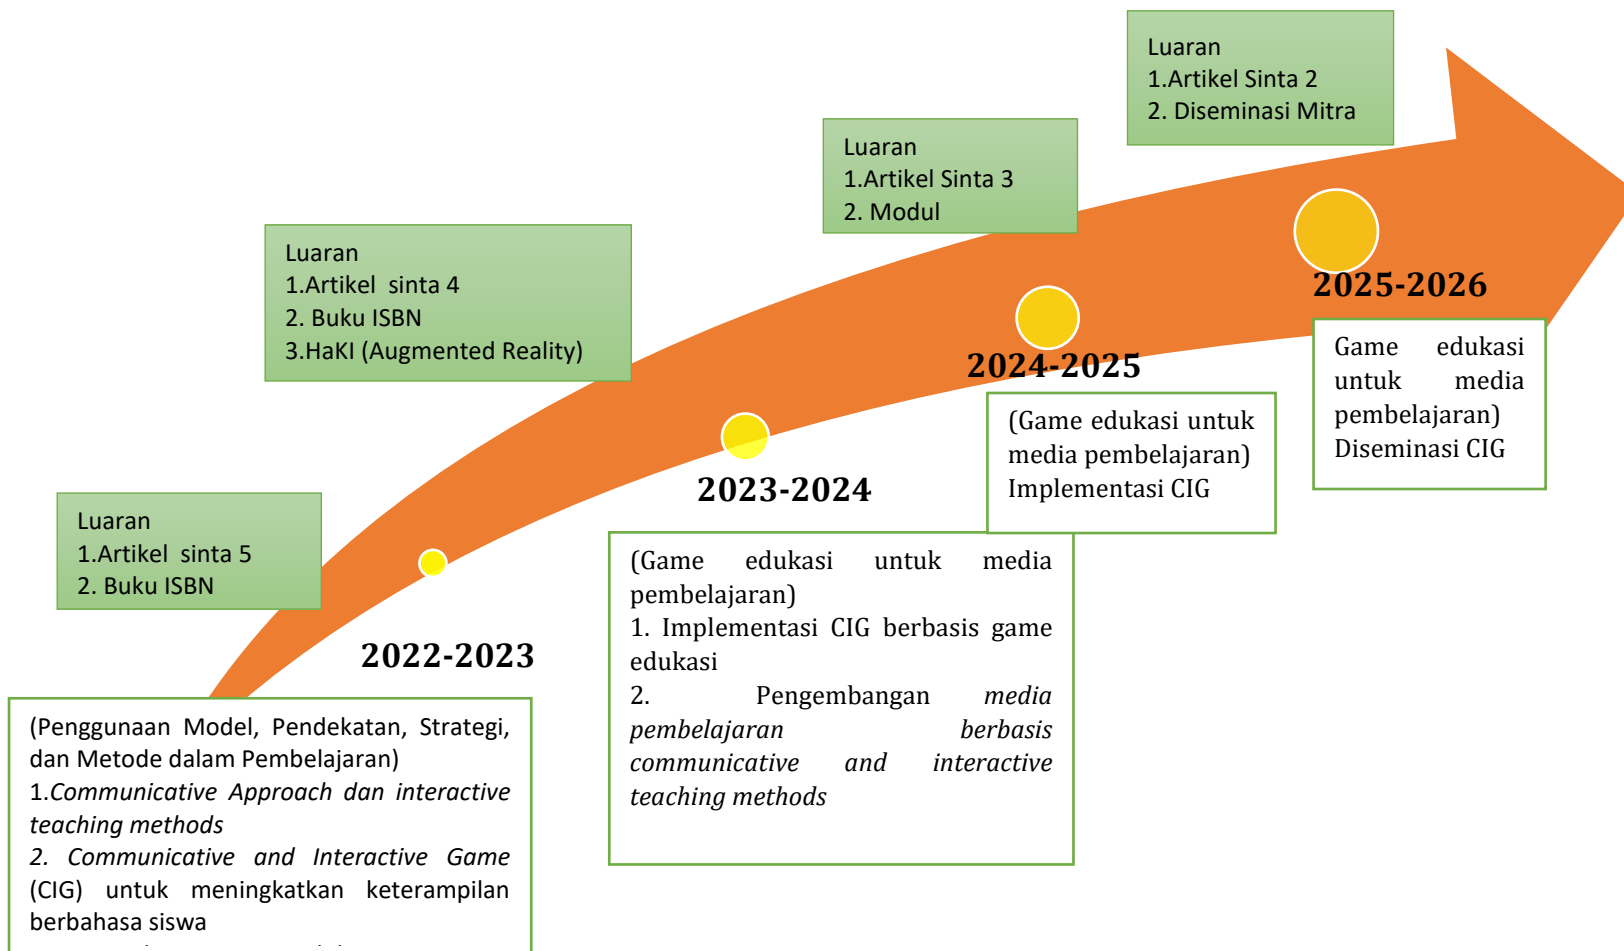 Luaran
1.Artikel Sinta 2
2. Diseminasi Mitra
Luaran
1.Artikel Sinta 3
2. Modul
Luaran
1.Artikel sinta 4
2. Buku ISBN
3.HaKI (Augmented Reality)
Luaran
1.Artikel sinta 5
2. Buku ISBN
2022-2023
(Penggunaan Model, Pendekatan, Strategi,
dan Metode dalam Pembelajaran)
1.Communicative Approach dan interactive
teaching methods
2. Communicative and Interactive Game
(CIG) untuk meningkatkan keterampilan
berbahasa siswa
2023-2024
(Game edukasi untuk media
pembelajaran)
1. Implementasi CIG berbasis game
edukasi
2. Pengembangan media
pembelajaran berbasis
communicative and interactive
teaching methods
2024-2025
(Game edukasi untuk
media pembelajaran)
Implementasi CIG
2025-2026
Game edukasi
untuk media
pembelajaran)
Diseminasi CIG